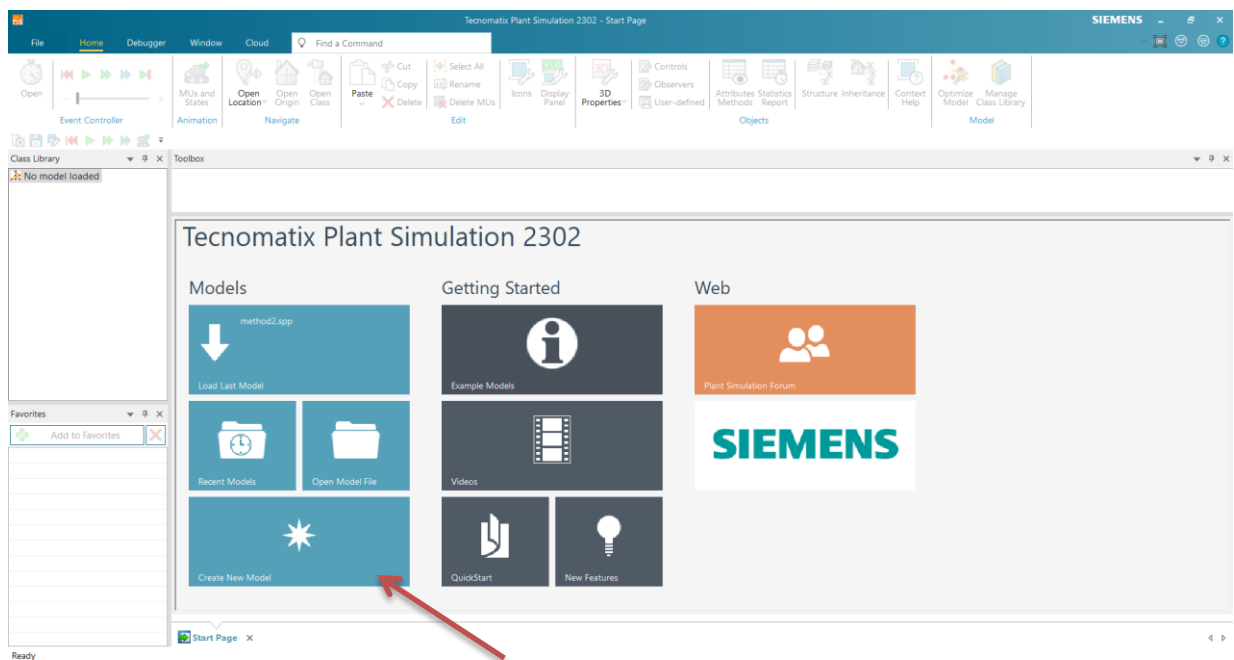 Tecnomatix Plant Simulation 2302 - Start Page
SIEMENS
File Home Debugger Window Cloud Find a Command
Open
Event Controller
MUs and States
Animation
Open Location
Open Origin
Open Class
Navigate
Paste
Cut
Copy
Delete
Select All
Rename
Delete MUs
Icons
Display Panel
Edit
3D Properties
Controls
Observers
User-defined
Attributes Methods
Statistics Report
Structure
Inheritance
Context Help
Objects
Optimize Model
Manage Class Library
Model
Class Library
No model loaded
Toolbox
Tecnomatix Plant Simulation 2302
Models
method2.spp
Load Last Model
Recent Models
Open Model File
Create New Model
Getting Started
Example Models
Videos
QuickStart
New Features
Web
Plant Simulation Forum
SIEMENS
Favorites
Add to Favorites
Start Page
Ready